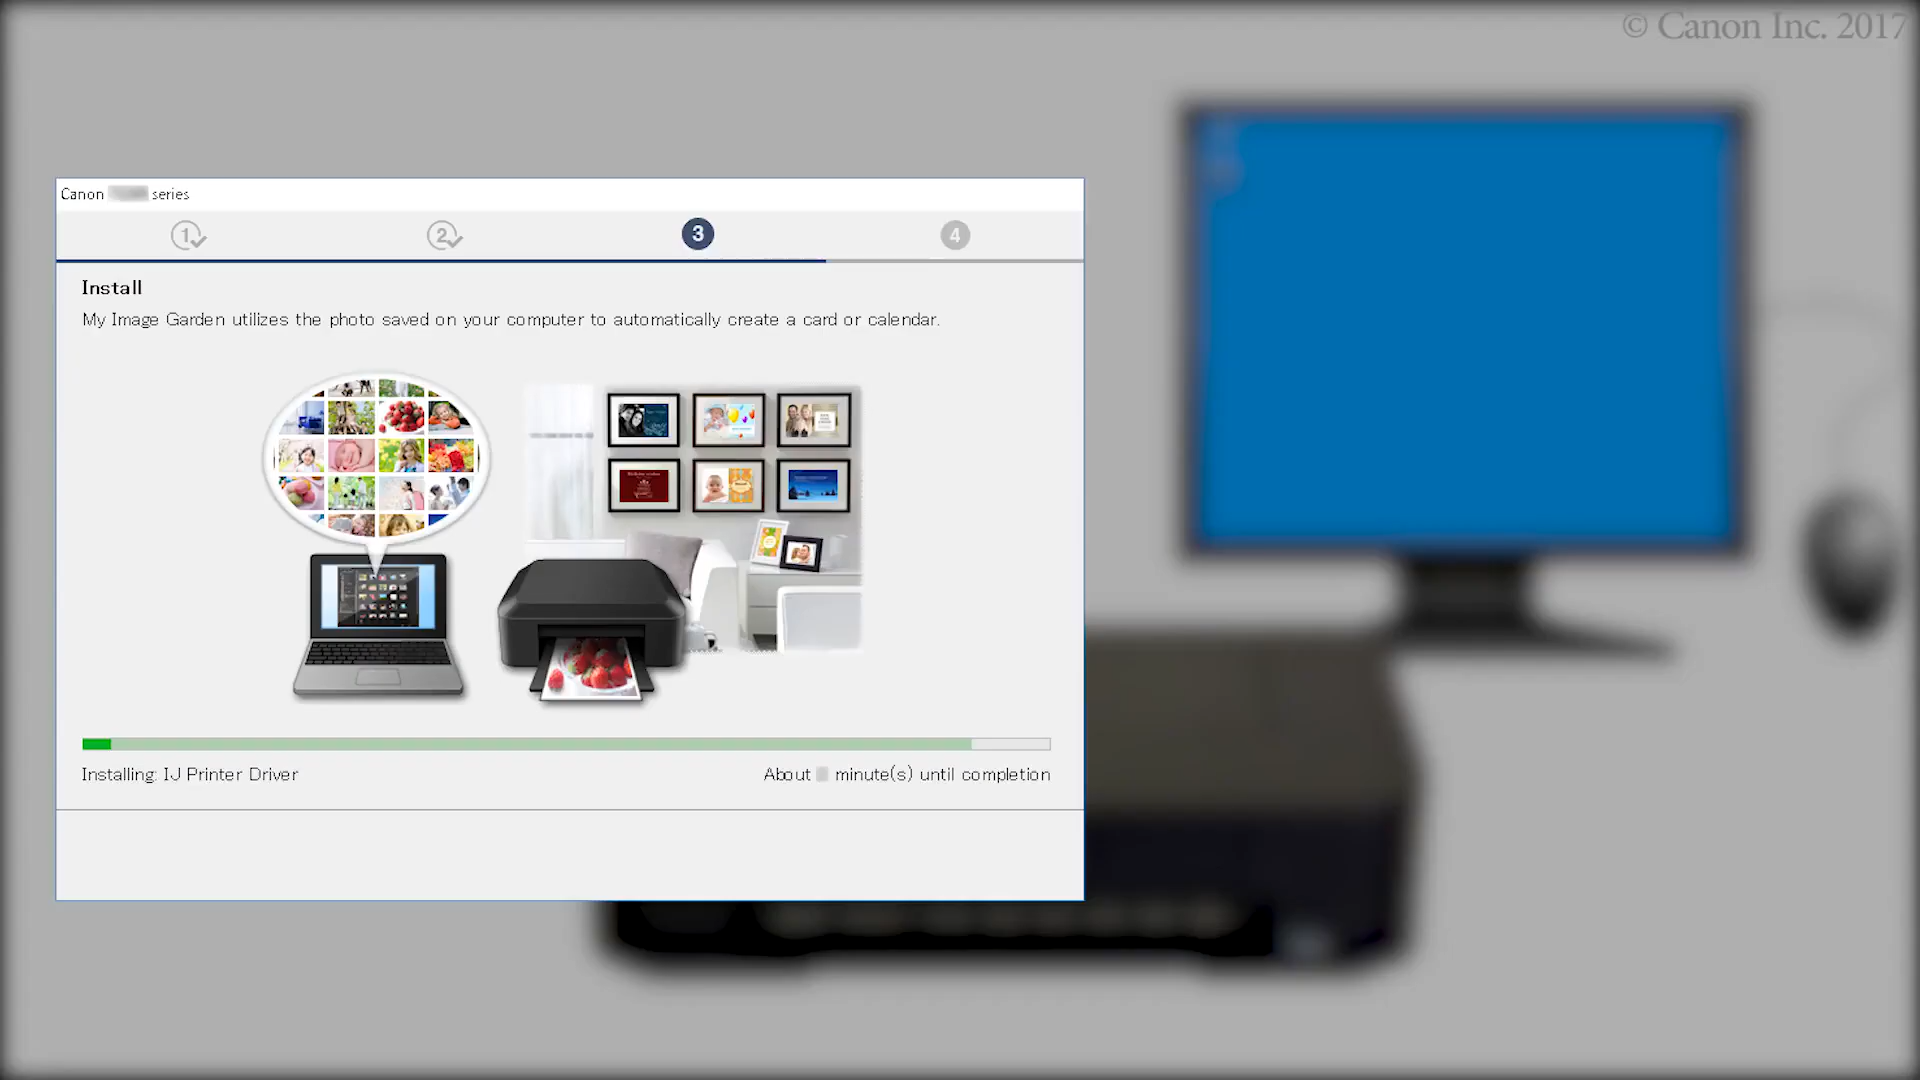 © Canon Inc. 2017
Canon series
1 2 3 4
Install
My Image Garden utilizes the photo saved on your computer to automatically create a card or calendar.
Installing: IJ Printer Driver
About minute(s) until completion